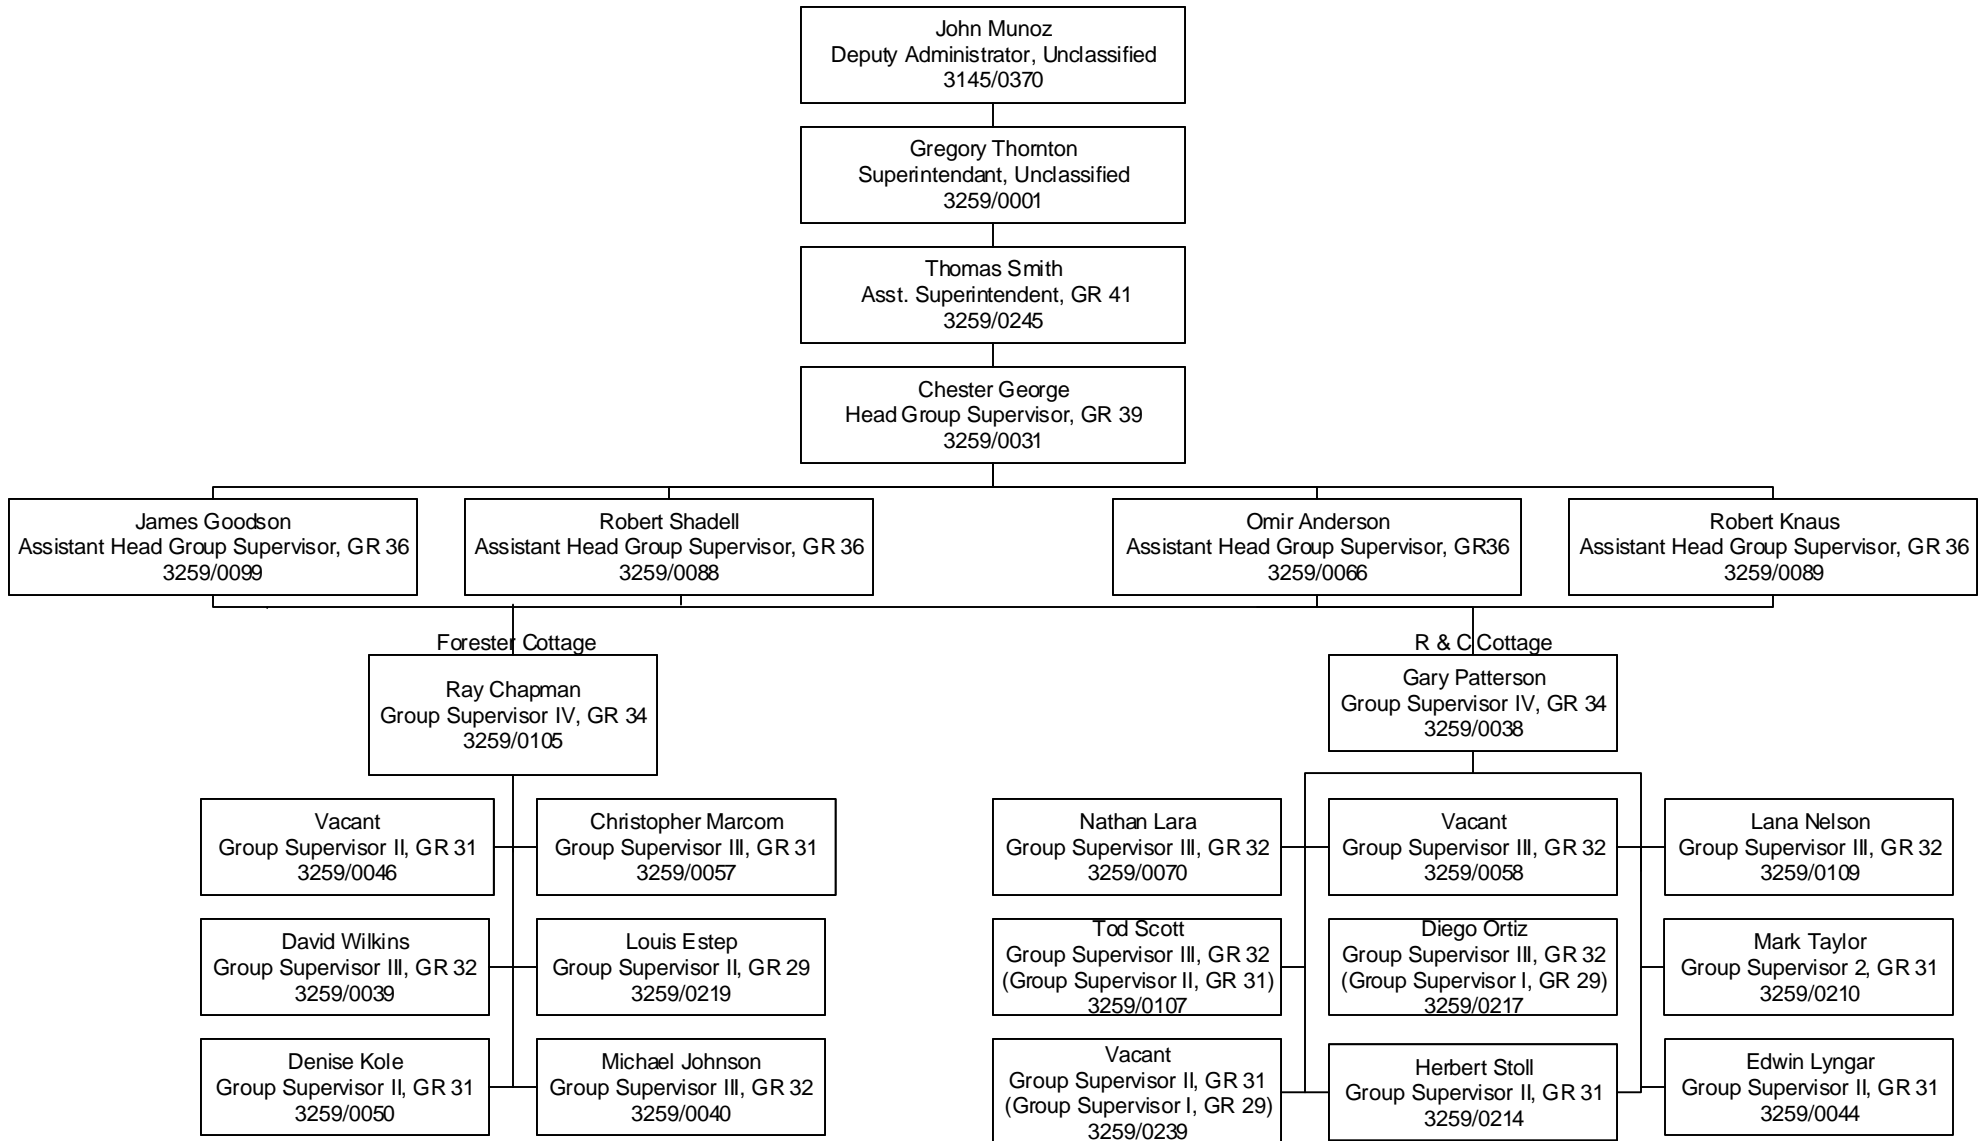 John Munoz
Deputy Administrator, Unclassified
3145/0370
Gregory Thornton
Superintendant, Unclassified
3259/0001
Thomas Smith
Asst. Superintendent, GR 41
3259/0245
Chester George
Head Group Supervisor, GR 39
3259/0031
James Goodson
Assistant Head Group Supervisor, GR 36
3259/0099
Robert Shadell
Assistant Head Group Supervisor, GR 36
3259/0088
Omir Anderson
Assistant Head Group Supervisor, GR36
3259/0066
Robert Knaus
Assistant Head Group Supervisor, GR 36
3259/0089
Forester Cottage
Ray Chapman
Group Supervisor IV, GR 34
3259/0105
R & C Cottage
Gary Patterson
Group Supervisor IV, GR 34
3259/0038
Vacant
Group Supervisor II, GR 31
3259/0046
Christopher Marcom
Group Supervisor III, GR 31
3259/0057
Nathan Lara
Group Supervisor III, GR 32
3259/0070
Vacant
Group Supervisor III, GR 32
3259/0058
Lana Nelson
Group Supervisor III, GR 32
3259/0109
David Wilkins
Group Supervisor III, GR 32
3259/0039
Louis Estep
Group Supervisor II, GR 29
3259/0219
Tod Scott
Group Supervisor III, GR 32
(Group Supervisor II, GR 31)
3259/0107
Diego Ortiz
Group Supervisor III, GR 32
(Group Supervisor I, GR 29)
3259/0217
Mark Taylor
Group Supervisor 2, GR 31
3259/0210
Denise Kole
Group Supervisor II, GR 31
3259/0050
Michael Johnson
Group Supervisor III, GR 32
3259/0040
Vacant
Group Supervisor II, GR 31
(Group Supervisor I, GR 29)
3259/0239
Herbert Stoll
Group Supervisor II, GR 31
3259/0214
Edwin Lyngar
Group Supervisor II, GR 31
3259/0044